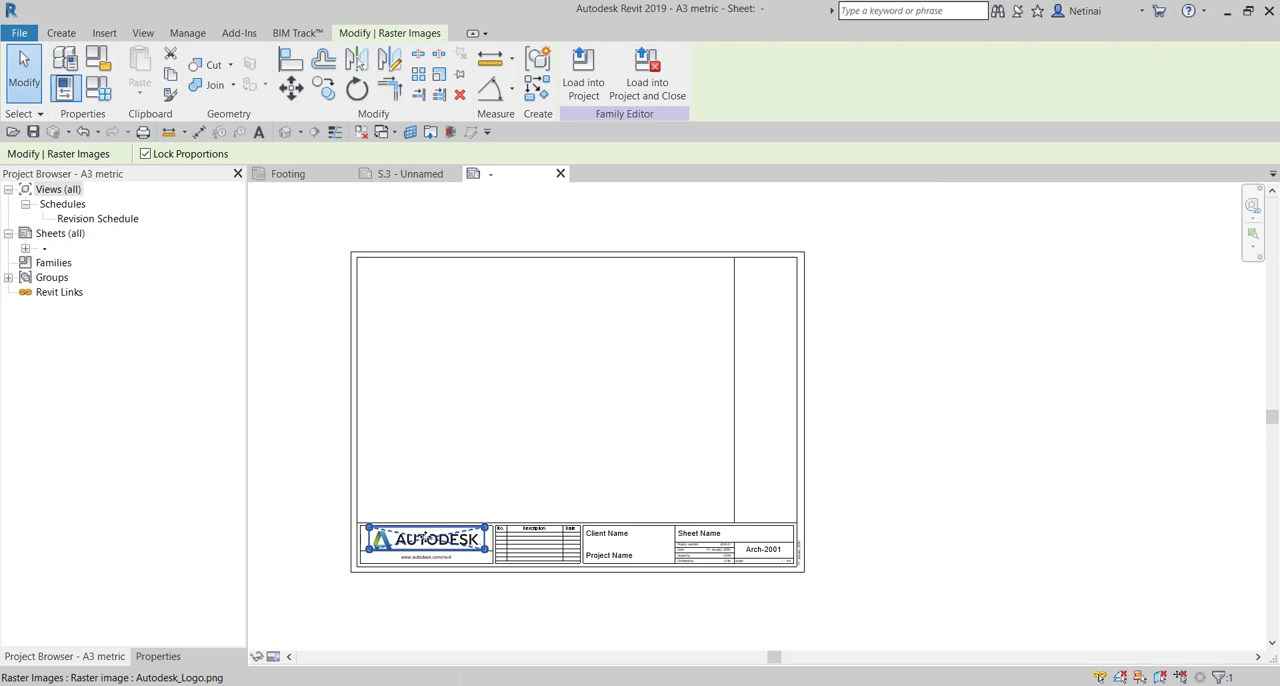 Autodesk Revit 2019 - A3 metric - Sheet: -
Type a keyword or phrase
Netinai
File Create Insert View Manage Add-Ins BIM Track™ Modify | Raster Images
Modify
Paste
Cut
Join
Load into Project
Load into Project and Close
Select Properties Clipboard Geometry Modify Measure Create Family Editor
Modify | Raster Images
Lock Proportions
Project Browser - A3 metric
Footing
S.3 - Unnamed
-
Views (all)
Schedules
Revision Schedule
Sheets (all)
-
Families
Groups
Revit Links
AUTODESK
www.autodesk.com/revit
No. Description Date
Client Name
Project Name
Sheet Name
Arch-2001
Project Browser - A3 metric
Properties
Raster Images : Raster image : Autodesk_Logo.png
:1